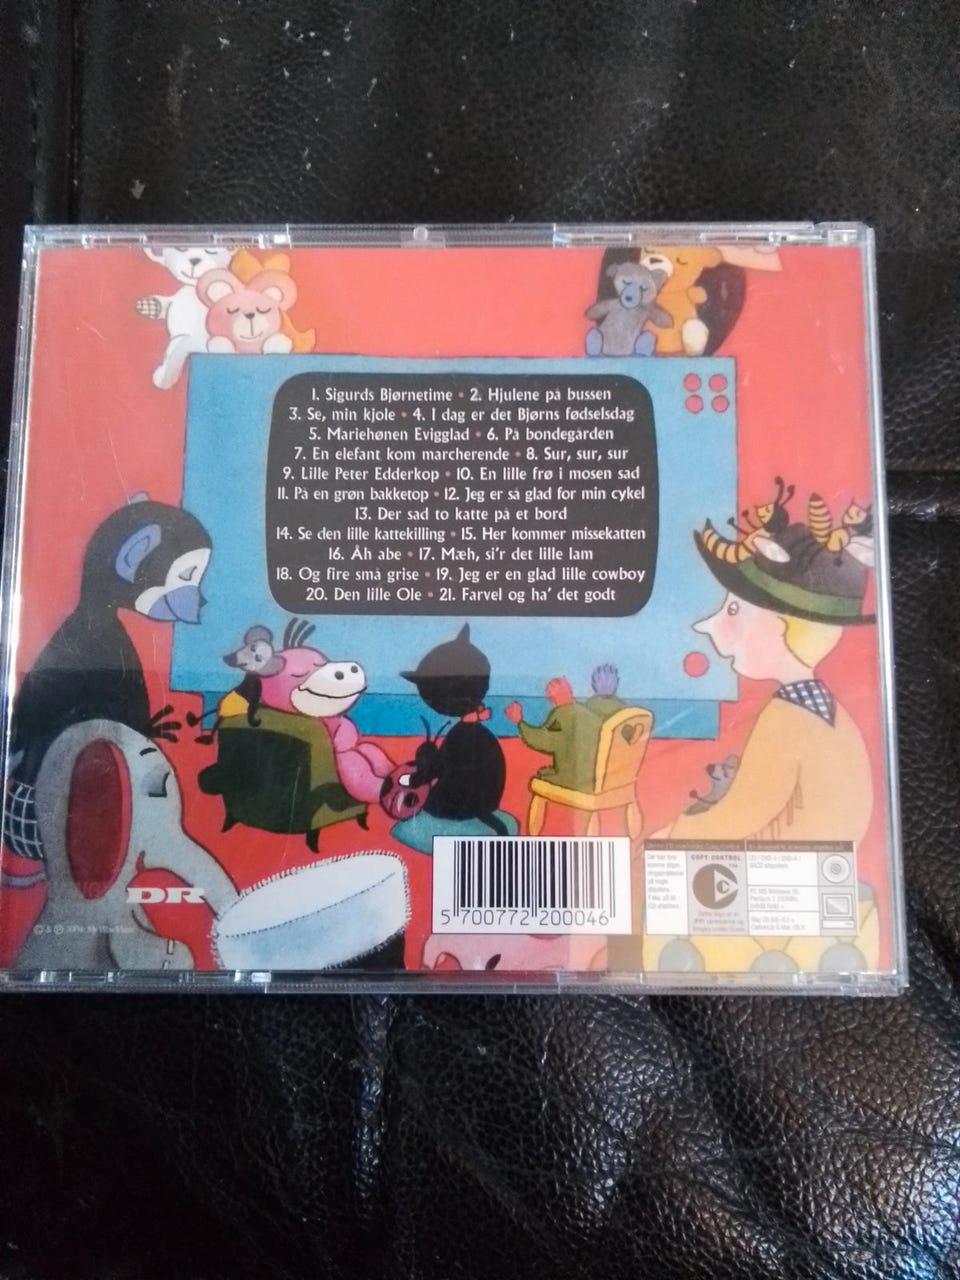 1. Sigurds Bjørnetime • 2. Hjulene på bussen
3. Se, min kjole • 4. I dag er det Bjørns fødselsdag
5. Mariehønen Evigglad • 6. På bondegården
7. En elefant kom marcherende • 8. Sur, sur, sur
9. Lille Peter Edderkop • 10. En lille frø i mosen sad
11. På en grøn bakketop • 12. Jeg er så glad for min cykel
13. Der sad to katte på et bord
14. Se den lille kattekilling • 15. Her kommer missekatten
16. Åh abe • 17. Mæh, si'r det lille lam
18. Og fire små grise • 19. Jeg er en glad lille cowboy
20. Den lille Ole • 21. Farvel og ha' det godt
DR
5 700772 200046
COPY CONTROL